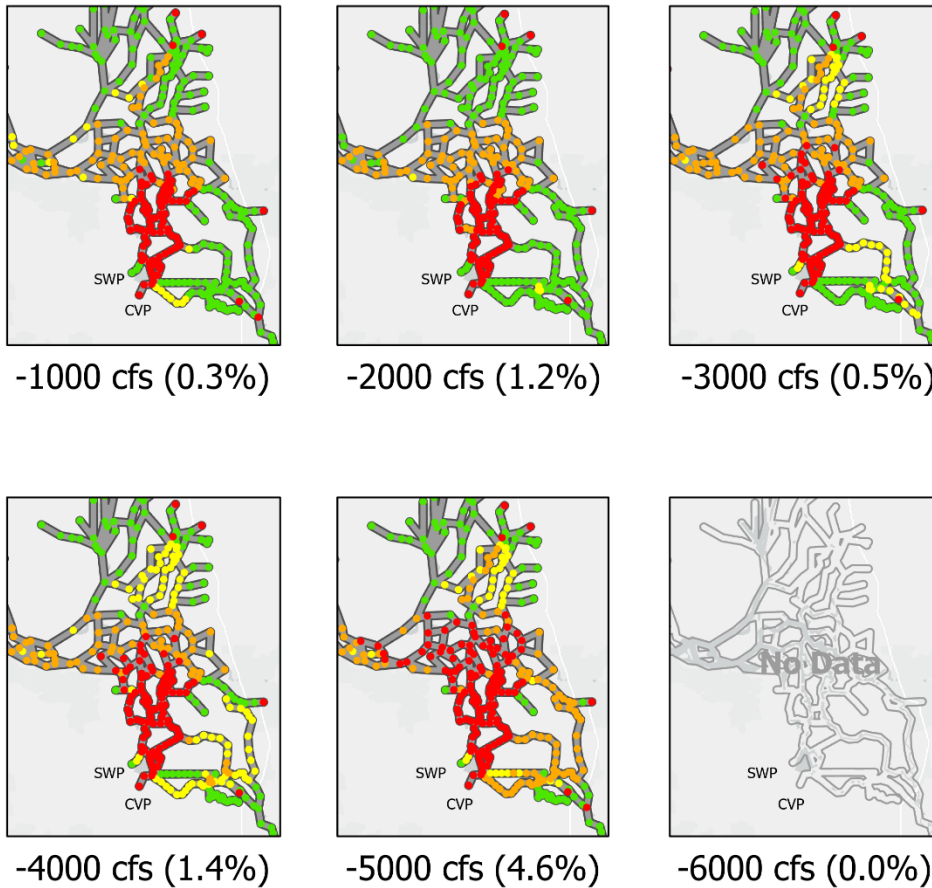 SWP
CVP
SWP
CVP
SWP
CVP
-1000 cfs (0.3%)
-2000 cfs (1.2%)
-3000 cfs (0.5%)
No Data
SWP
CVP
SWP
CVP
SWP
CVP
-4000 cfs (1.4%)
-5000 cfs (4.6%)
-6000 cfs (0.0%)